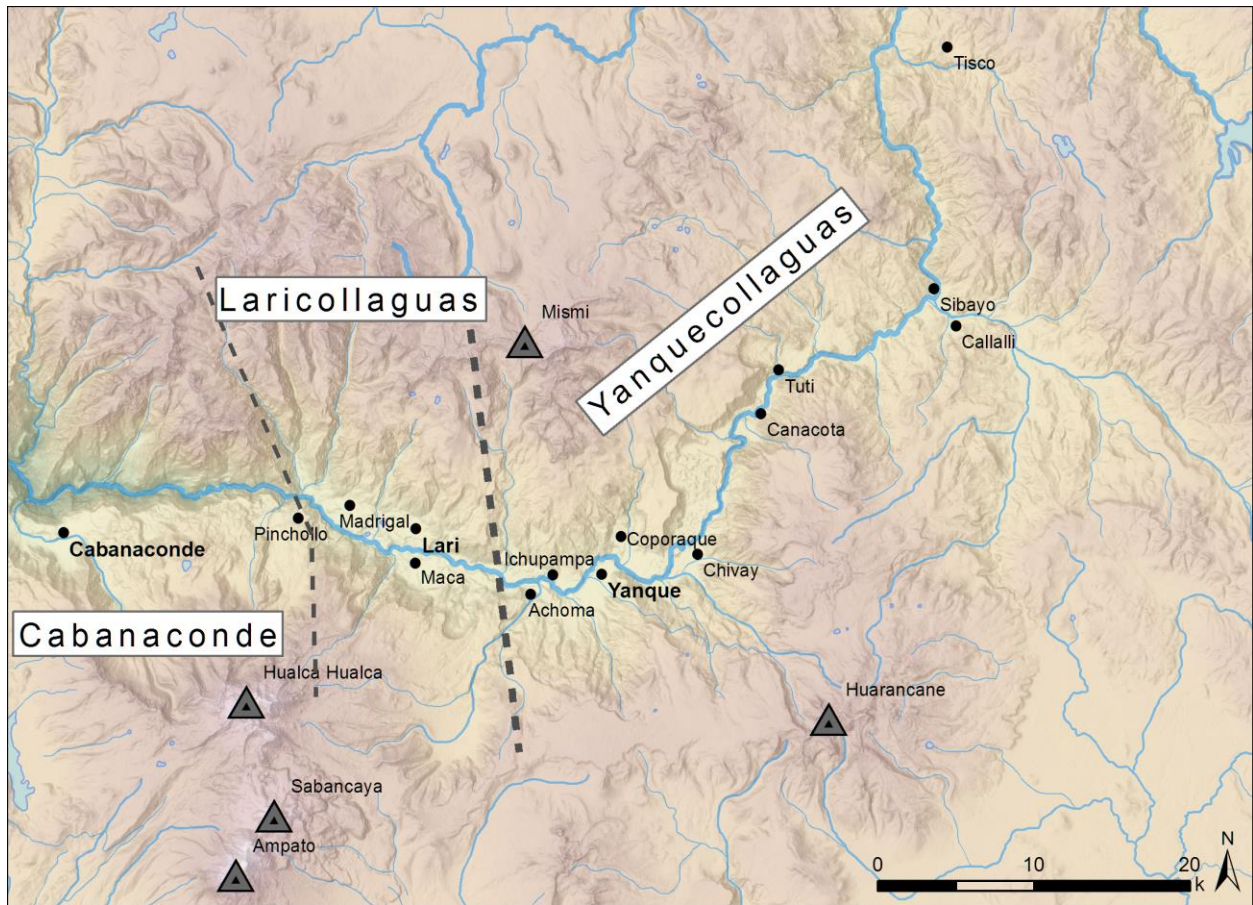 Tisco
Laricollaguas
Yanquecollaguas
Mismi
Sibayo
Callalli
Tuti
Canacota
Pinchollo
Madrigal
Lari
Cabanaconde
Maca
Ichupampa
Coporaque
Chivay
Yanque
Achoma
Cabanaconde
Hualca Hualca
Huarancane
Sabancaya
Ampato
N
0 10 20
k